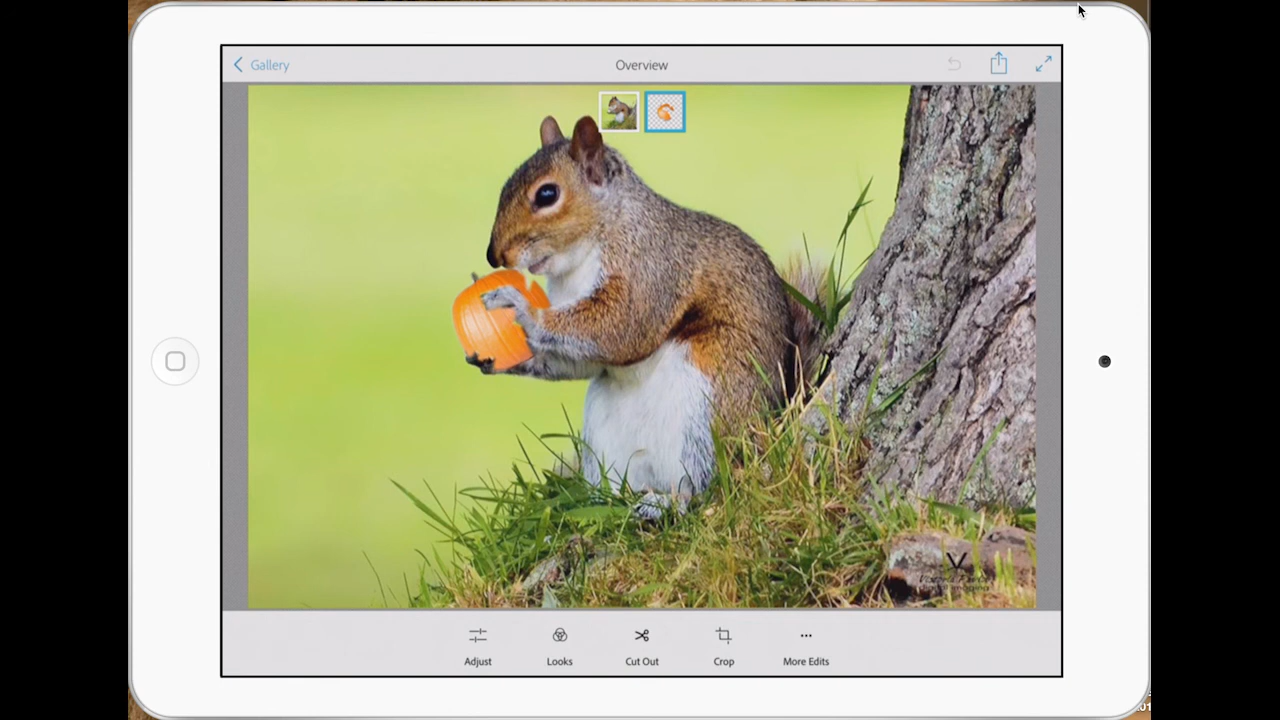 Gallery
Overview
Adjust
Looks
Cut Out
Crop
More Edits